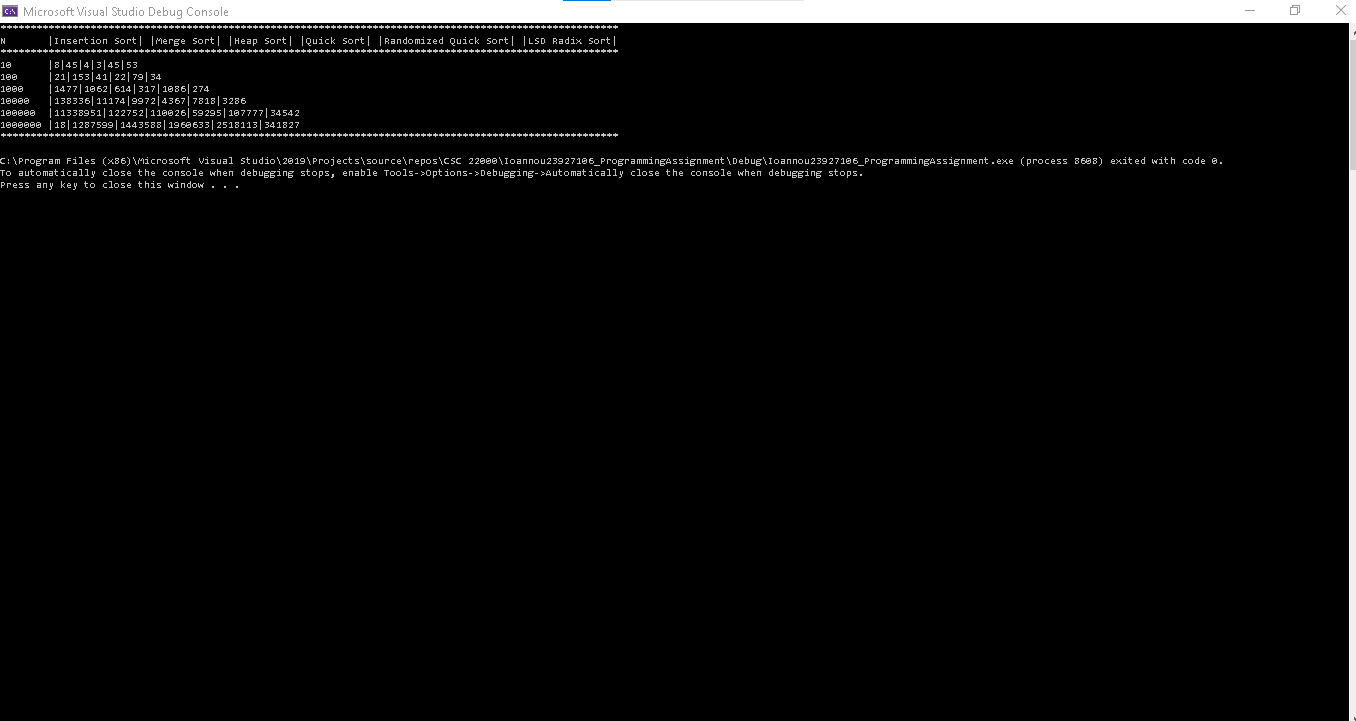 Microsoft Visual Studio Debug Console
*******************************************************************************************************
N       |Insertion Sort| |Merge Sort| |Heap Sort| |Quick Sort| |Randomized Quick Sort| |LSD Radix Sort|
*******************************************************************************************************
10      |8|45|4|3|45|53
100     |21|153|41|22|79|34
1000    |1477|1062|614|317|1086|274
10000   |138336|11174|9972|4367|7818|3286
100000  |11338951|122752|110026|59295|107777|34542
1000000 |18|1287599|1443588|1960633|2518113|341827
*******************************************************************************************************
C:\Program Files (x86)\Microsoft Visual Studio\2019\Projects\source\repos\CSC 22000\Ioannou23927106_ProgrammingAssignment\Debug\Ioannou23927106_ProgrammingAssignment.exe (process 8608) exited with code 0.
To automatically close the console when debugging stops, enable Tools->Options->Debugging->Automatically close the console when debugging stops.
Press any key to close this window . . .